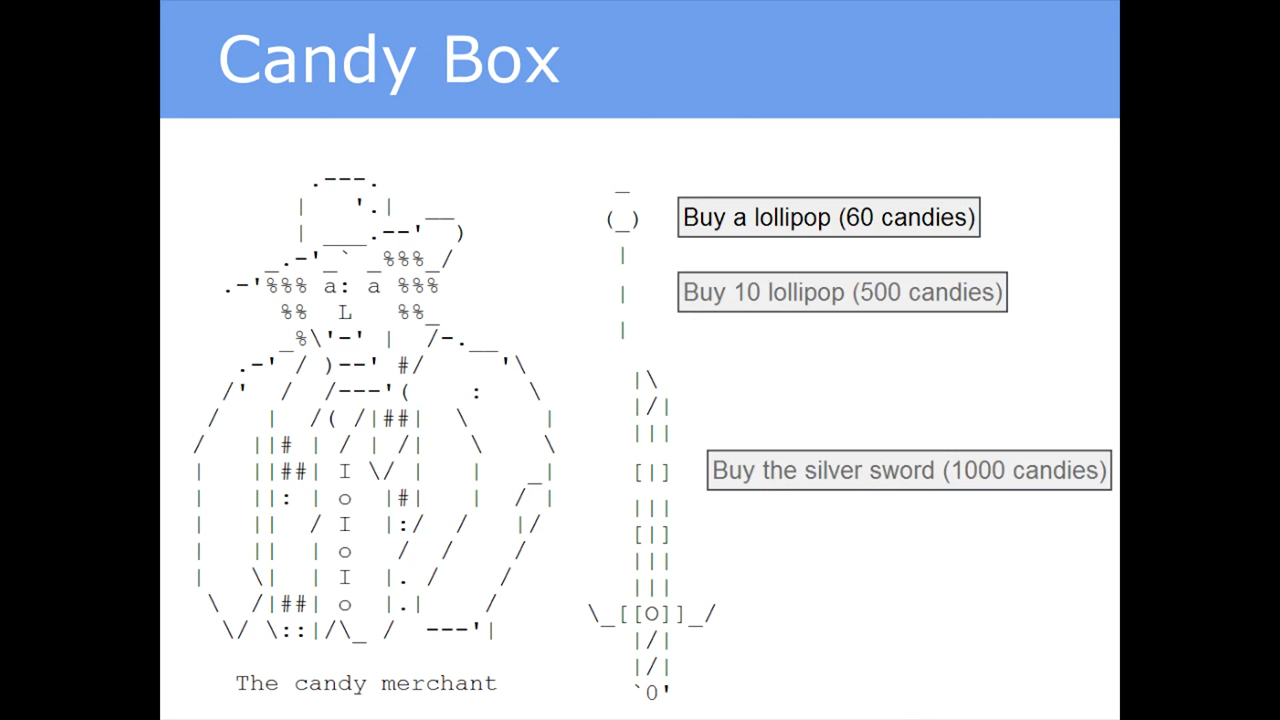 Candy Box
Buy a lollipop (60 candies)
Buy 10 lollipop (500 candies)
Buy the silver sword (1000 candies)
The candy merchant